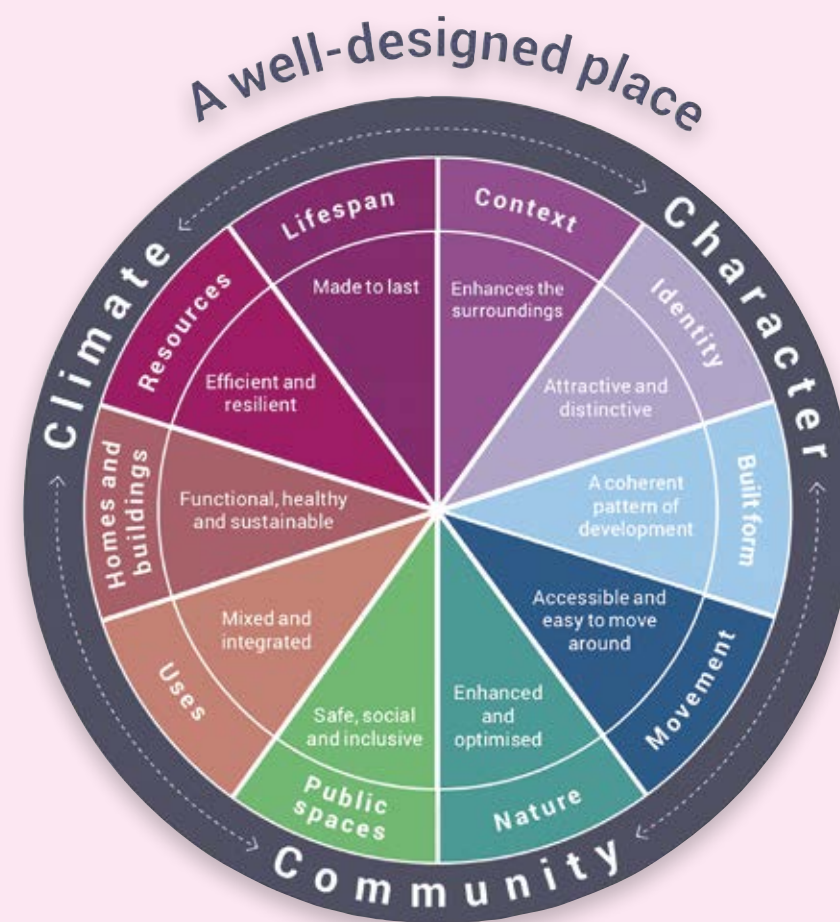 A well-designed place
Climate
Character
Community
Context
Enhances the
surroundings
Identity
Attractive and
distinctive
Built form
A coherent
pattern of
development
Movement
Accessible and
easy to move
around
Nature
Enhanced
and
optimised
Public
spaces
Safe, social
and inclusive
Uses
Mixed and
integrated
Homes and
buildings
Functional, healthy
and sustainable
Resources
Efficient and
resilient
Lifespan
Made to last